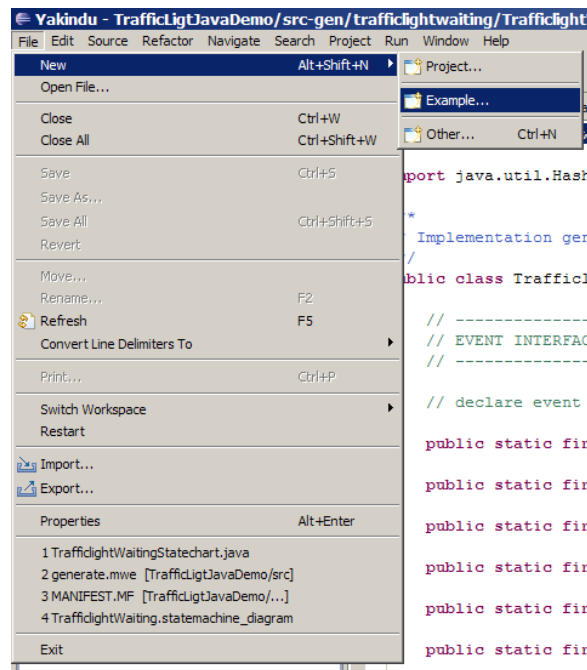 Yakindu - TrafficLigtJavaDemo/src-gen/trafficlightwaiting/Trafficlight
File Edit Source Refactor Navigate Search Project Run Window Help
New Alt+Shift+N
Project...
Open File...
Example...
Close Ctrl+W
Other... Ctrl+N
Close All Ctrl+Shift+W
Save Ctrl+S
port java.util.Hash
Save As...
Save All Ctrl+Shift+S
*
Implementation gen
Revert
/
Move...
blic class Trafficl
Rename... F2
Refresh F5
// --------------
Convert Line Delimiters To
// EVENT INTERFAC
// --------------
Print... Ctrl+P
Switch Workspace
// declare event
Restart
public static fin
Import...
Export...
public static fin
Properties Alt+Enter
public static fin
1 TrafficlightWaitingStatechart.java
2 generate.mwe [TrafficLigtJavaDemo/src]
public static fin
3 MANIFEST.MF [TrafficLigtJavaDemo/...]
4 TrafficlightWaiting.statemachine_diagram
public static fin
Exit
public static fin